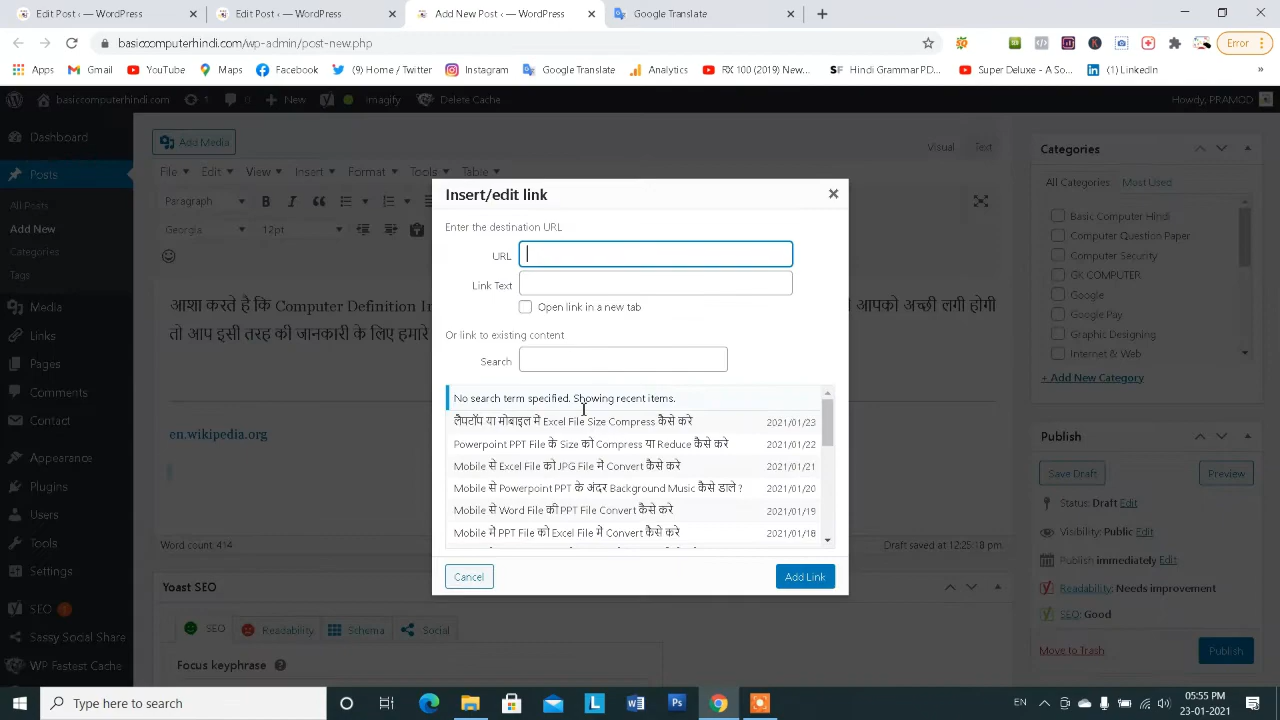 Edit Post ‹ — WordPress
Edit Post ‹ — WordPress
Add New Post ‹ — WordPress
Google Translate
basiccomputerhindi.com/wp-admin/post-new.php
Error
Apps
Gmail
YouTube
Maps
Facebook
(9) Home / Twitter
Instagram
Google Translate
Analytics
RX 100 (2019) New...
SF Hindi Grammar PD...
Super Deluxe - A So...
(1) LinkedIn
»
basiccomputerhindi.com
1
0
New
Imagify
Delete Cache
Howdy, PRAMOD
Dashboard
Posts
All Posts
Add New
Categories
Tags
Media
Links
Pages
Comments
Contact
Appearance
Plugins
Users
Tools
Settings
SEO 1
Sassy Social Share
WP Fastest Cache
Add Media
Visual
Text
File
Edit
View
Insert
Format
Tools
Table
Paragraph
Georgia
12pt
आशा करते है कि Computer Definition In
आपको अच्छी लगी होगी
तो आप इसी तरह की जानकारी के लिए हमारे
en.wikipedia.org
Word count: 414
Draft saved at 12:25:18 pm.
Yoast SEO
SEO
Readability
Schema
Social
Focus keyphrase
Insert/edit link
Enter the destination URL
URL
Link Text
Open link in a new tab
Or link to existing content
Search
No search term specified. Showing recent items.
लैपटॉप या मोबाइल में Excel File Size Compress कैसे करे 2021/01/23
Powerpoint PPT File के Size को Compress या Reduce कैसे करे 2021/01/22
Mobile से Excel File को JPG File मे Convert कैसे करे 2021/01/21
Mobile से Powerpoint PPT के अंदर Background Music कैसे डाले ? 2021/01/20
Mobile से Word File की PPT File Convert कैसे करे 2021/01/19
Mobile में PPT File को Excel File मे Convert कैसे करे 2021/01/18
Cancel
Add Link
Categories
All Categories
Most Used
Basic Computer Hindi
Computer Question Paper
Computer Security
GK COMPUTER
Google
Google Pay
Graphic Designing
Internet & Web
+ Add New Category
Publish
Save Draft
Preview
Status: Draft Edit
Visibility: Public Edit
Publish immediately Edit
Readability: Needs improvement
SEO: Good
Move to Trash
Publish
Type here to search
EN
05:55 PM
23-01-2021